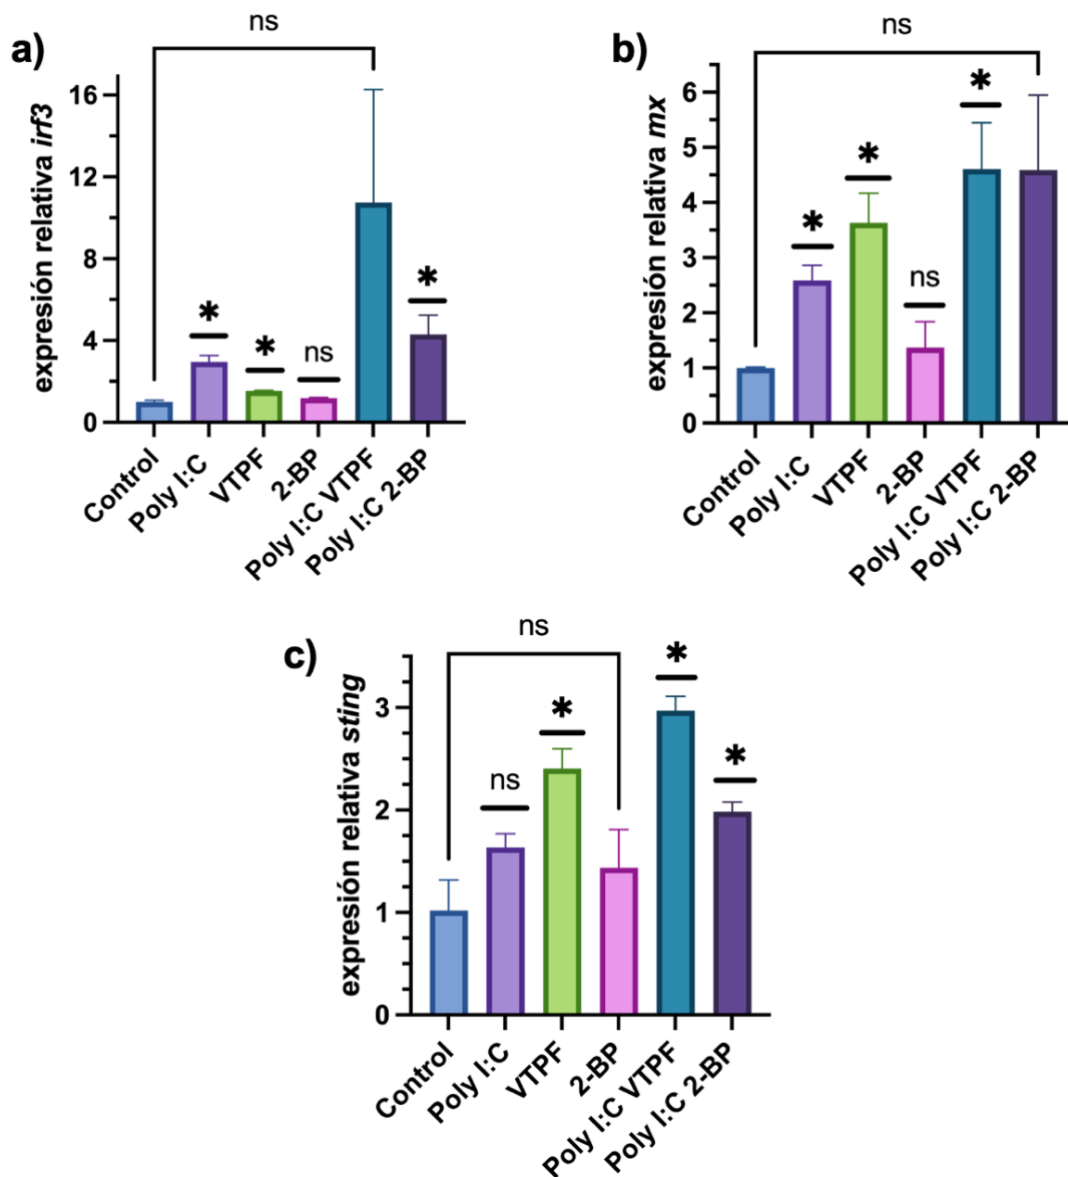 a)
ns
expresión relativa irf3
16
12
8
4
0
*
*
ns
*
Control
Poly I:C
VTPF
2-BP
Poly I:C VTPF
Poly I:C 2-BP
b)
ns
expresión relativa mx
6
5
4
3
2
1
0
*
*
ns
*
Control
Poly I:C
VTPF
2-BP
Poly I:C VTPF
Poly I:C 2-BP
c)
ns
expresión relativa sting
3
2
1
0
ns
*
*
*
Control
Poly I:C
VTPF
2-BP
Poly I:C VTPF
Poly I:C 2-BP